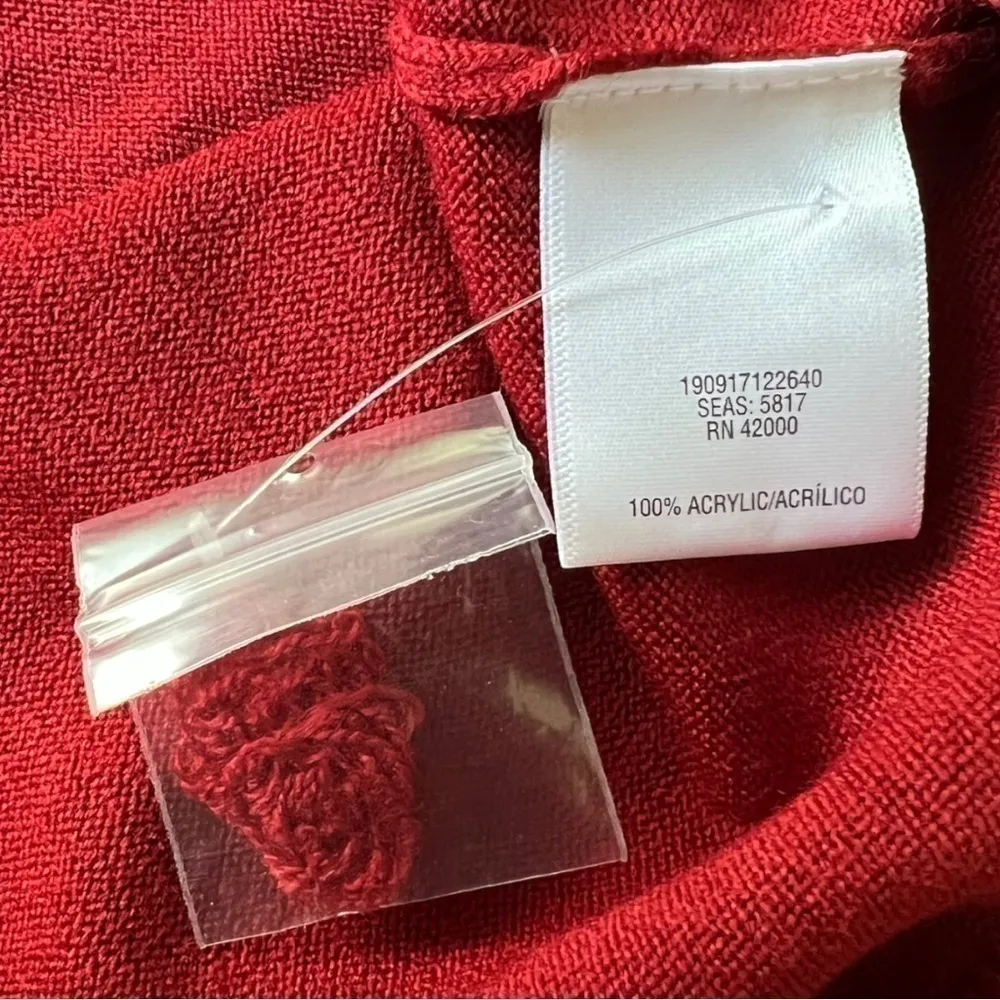 190917122640
SEAS: 5817
RN 42000
100% ACRYLIC/ACRÍLICO